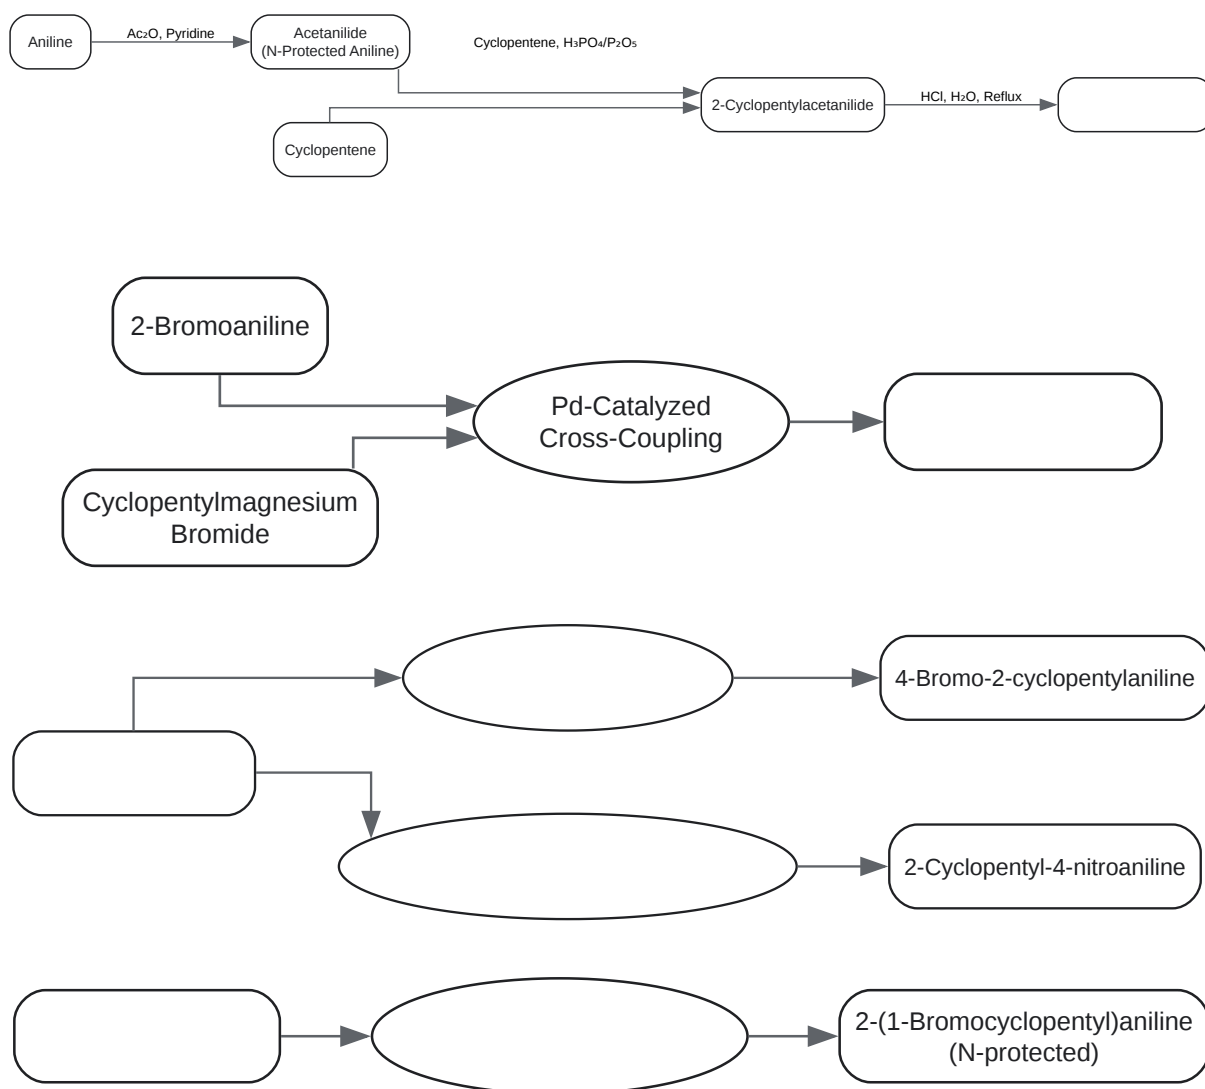 Aniline
Ac₂O, Pyridine
Acetanilide
(N-Protected Aniline)
Cyclopentene, H₃PO₄/P₂O₅
Cyclopentene
2-Cyclopentylacetanilide
HCl, H₂O, Reflux
2-Bromoaniline
Cyclopentylmagnesium
Bromide
Pd-Catalyzed
Cross-Coupling
4-Bromo-2-cyclopentylaniline
2-Cyclopentyl-4-nitroaniline
2-(1-Bromocyclopentyl)aniline
(N-protected)